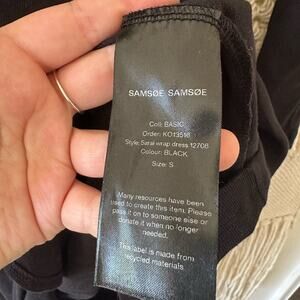 SAMSØE SAMSØE
Coll: BASIC
Order: KO13516
Style: Saral wrap dress 12706
Colour: BLACK
Size: S
Many resources have been
used to create this item. Please
pass it on to someone else or
donate it when no longer
needed.
This label is made from
recycled materials.